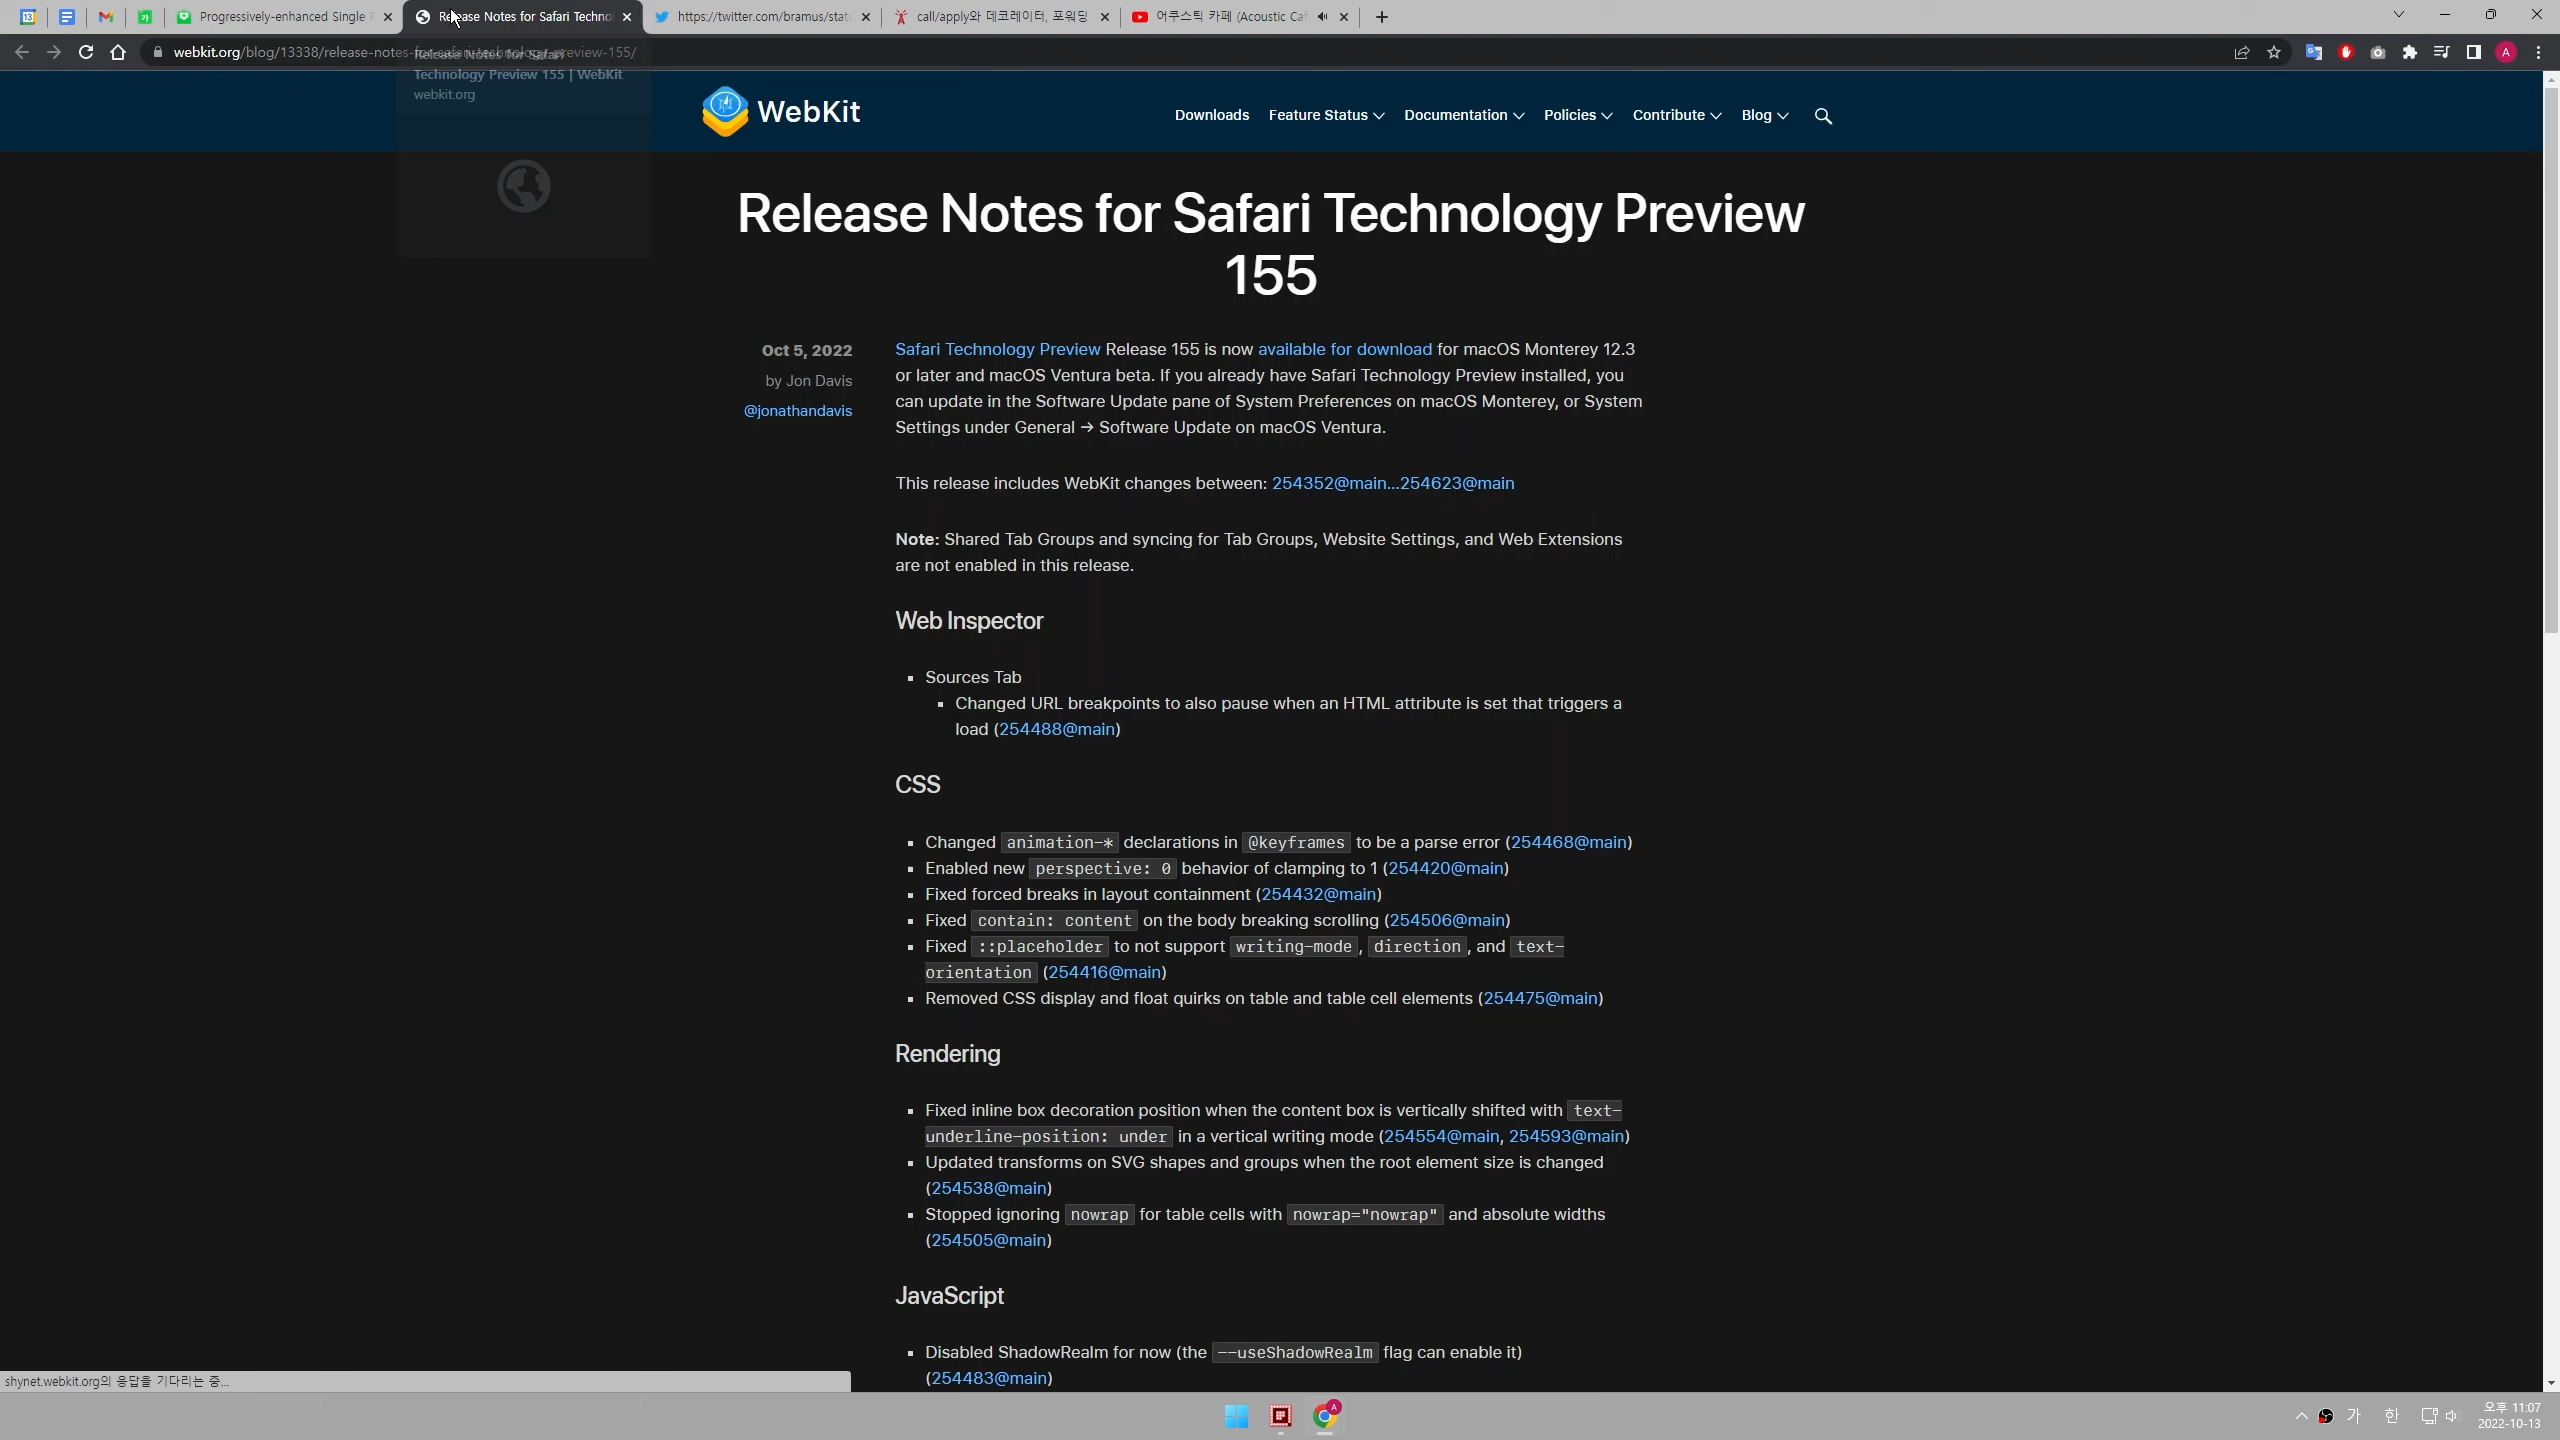 Progressively-enhanced Single P
Release Notes for Safari Techno
https://twitter.com/bramus/statu
call/apply와 데코레이터, 포워딩
어쿠스틱 카페 (Acoustic Caf
webkit.org/blog/13338/release-notes-for-safari-technology-preview-155/
Release Notes for Safari
Technology Preview 155 | WebKit
webkit.org
WebKit
Downloads Feature Status Documentation Policies Contribute Blog
Release Notes for Safari Technology Preview
155
Oct 5, 2022
by Jon Davis
@jonathandavis
Safari Technology Preview Release 155 is now available for download for macOS Monterey 12.3
or later and macOS Ventura beta. If you already have Safari Technology Preview installed, you
can update in the Software Update pane of System Preferences on macOS Monterey, or System
Settings under General → Software Update on macOS Ventura.
This release includes WebKit changes between: 254352@main...254623@main
Note: Shared Tab Groups and syncing for Tab Groups, Website Settings, and Web Extensions
are not enabled in this release.
Web Inspector
▪ Sources Tab
▪ Changed URL breakpoints to also pause when an HTML attribute is set that triggers a
load (254488@main)
CSS
▪ Changed animation-* declarations in @keyframes to be a parse error (254468@main)
▪ Enabled new perspective: 0 behavior of clamping to 1 (254420@main)
▪ Fixed forced breaks in layout containment (254432@main)
▪ Fixed contain: content on the body breaking scrolling (254506@main)
▪ Fixed ::placeholder to not support writing-mode, direction, and text-
orientation (254416@main)
▪ Removed CSS display and float quirks on table and table cell elements (254475@main)
Rendering
▪ Fixed inline box decoration position when the content box is vertically shifted with text-
underline-position: under in a vertical writing mode (254554@main, 254593@main)
▪ Updated transforms on SVG shapes and groups when the root element size is changed
(254538@main)
▪ Stopped ignoring nowrap for table cells with nowrap="nowrap" and absolute widths
(254505@main)
JavaScript
▪ Disabled ShadowRealm for now (the --useShadowRealm flag can enable it)
(254483@main)
shynet.webkit.org의 응답을 기다리는 중...
가 한
오후 11:07
2022-10-13